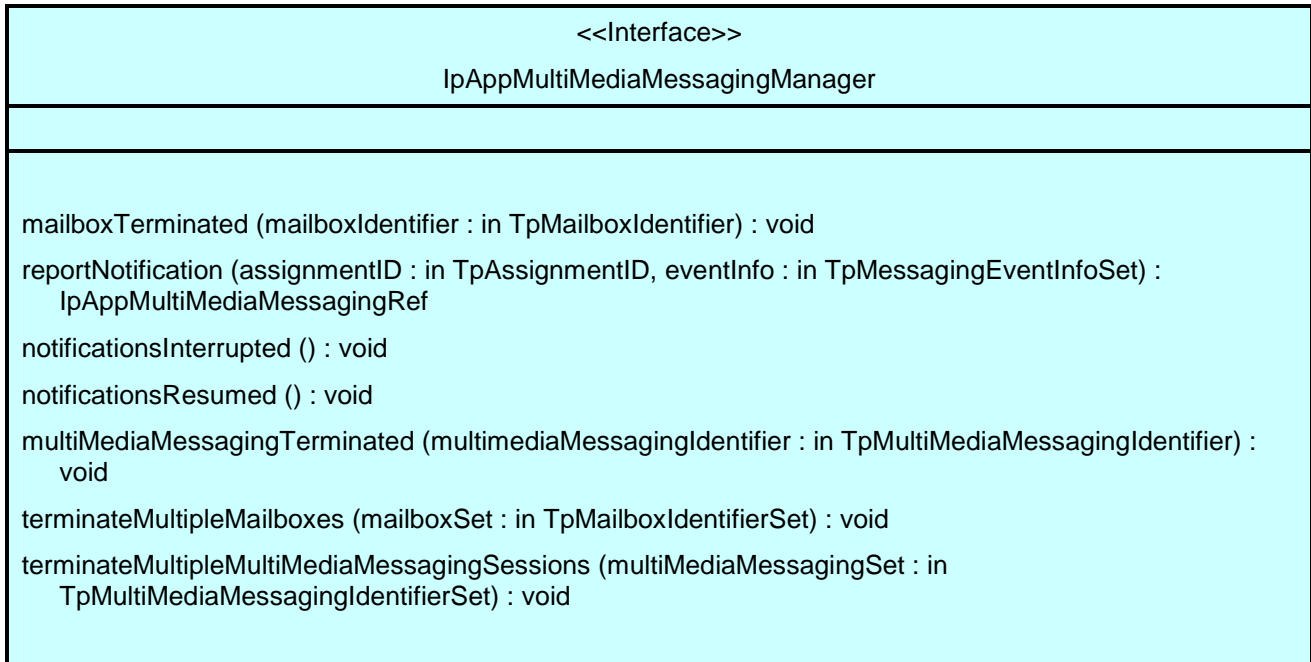 <<Interface>>
IpAppMultiMediaMessagingManager
mailboxTerminated (mailboxIdentifier : in TpMailboxIdentifier) : void
reportNotification (assignmentID : in TpAssignmentID, eventInfo : in TpMessagingEventInfoSet) :
IpAppMultiMediaMessagingRef
notificationsInterrupted () : void
notificationsResumed () : void
multiMediaMessagingTerminated (multimediaMessagingIdentifier : in TpMultiMediaMessagingIdentifier) :
void
terminateMultipleMailboxes (mailboxSet : in TpMailboxIdentifierSet) : void
terminateMultipleMultiMediaMessagingSessions (multiMediaMessagingSet : in
TpMultiMediaMessagingIdentifierSet) : void